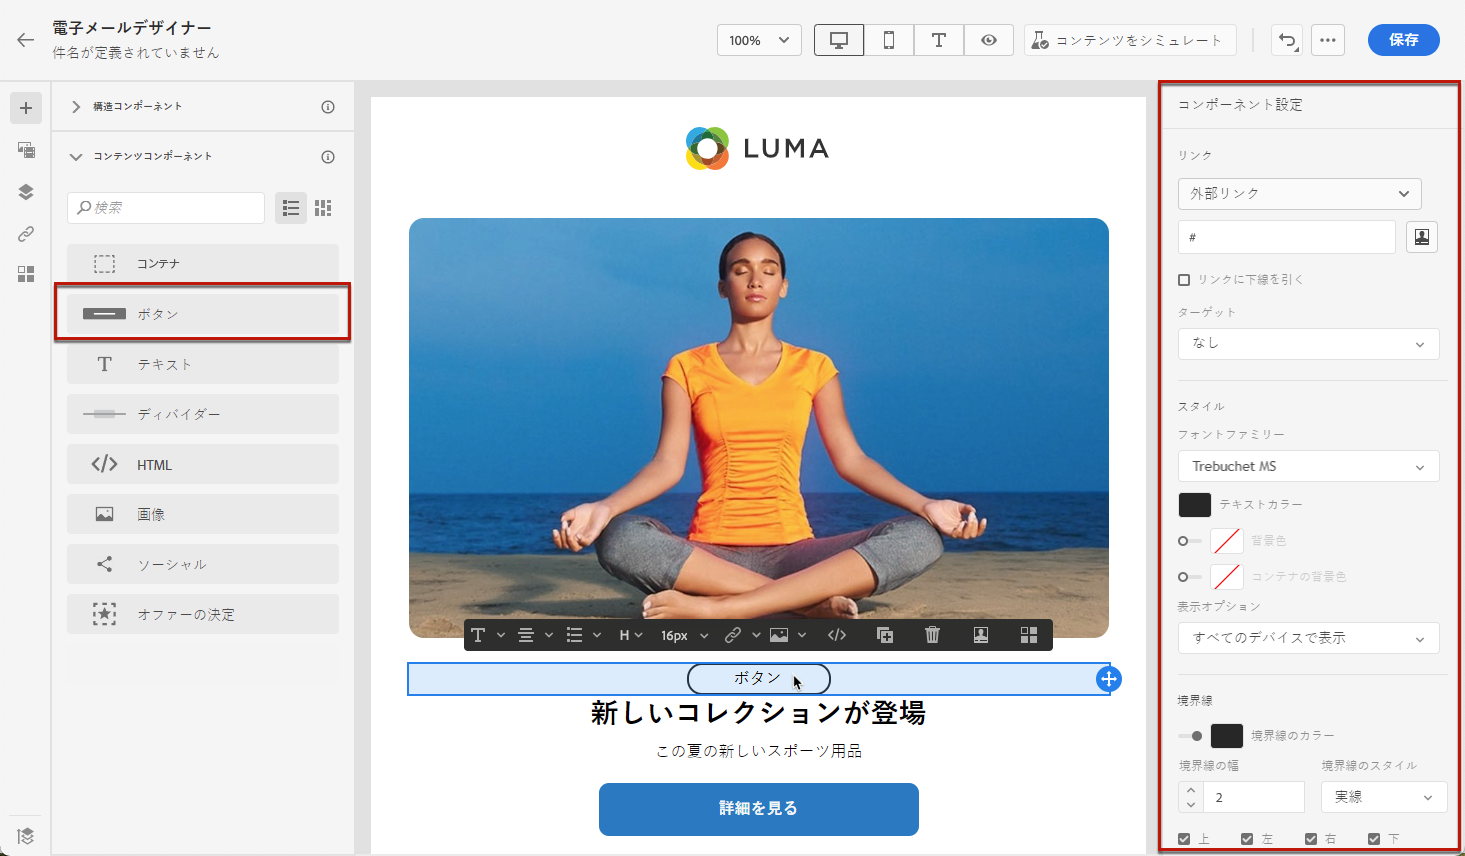 電子メールデザイナー
件名が定義されていません
100%
コンテンツをシミュレート
保存
構造コンポーネント
コンテンツコンポーネント
検索
コンテナ
ボタン
テキスト
ディバイダー
HTML
画像
ソーシャル
オファーの決定
LUMA
H
16px
ボタン
新しいコレクションが登場
この夏の新しいスポーツ用品
詳細を見る
コンポーネント設定
リンク
外部リンク
#
リンクに下線を引く
ターゲット
なし
スタイル
フォントファミリー
Trebuchet MS
テキストカラー
背景色
コンテナの背景色
表示オプション
すべてのデバイスで表示
境界線
境界線のカラー
境界線の幅 境界線のスタイル
2 実線
上 左 右 下